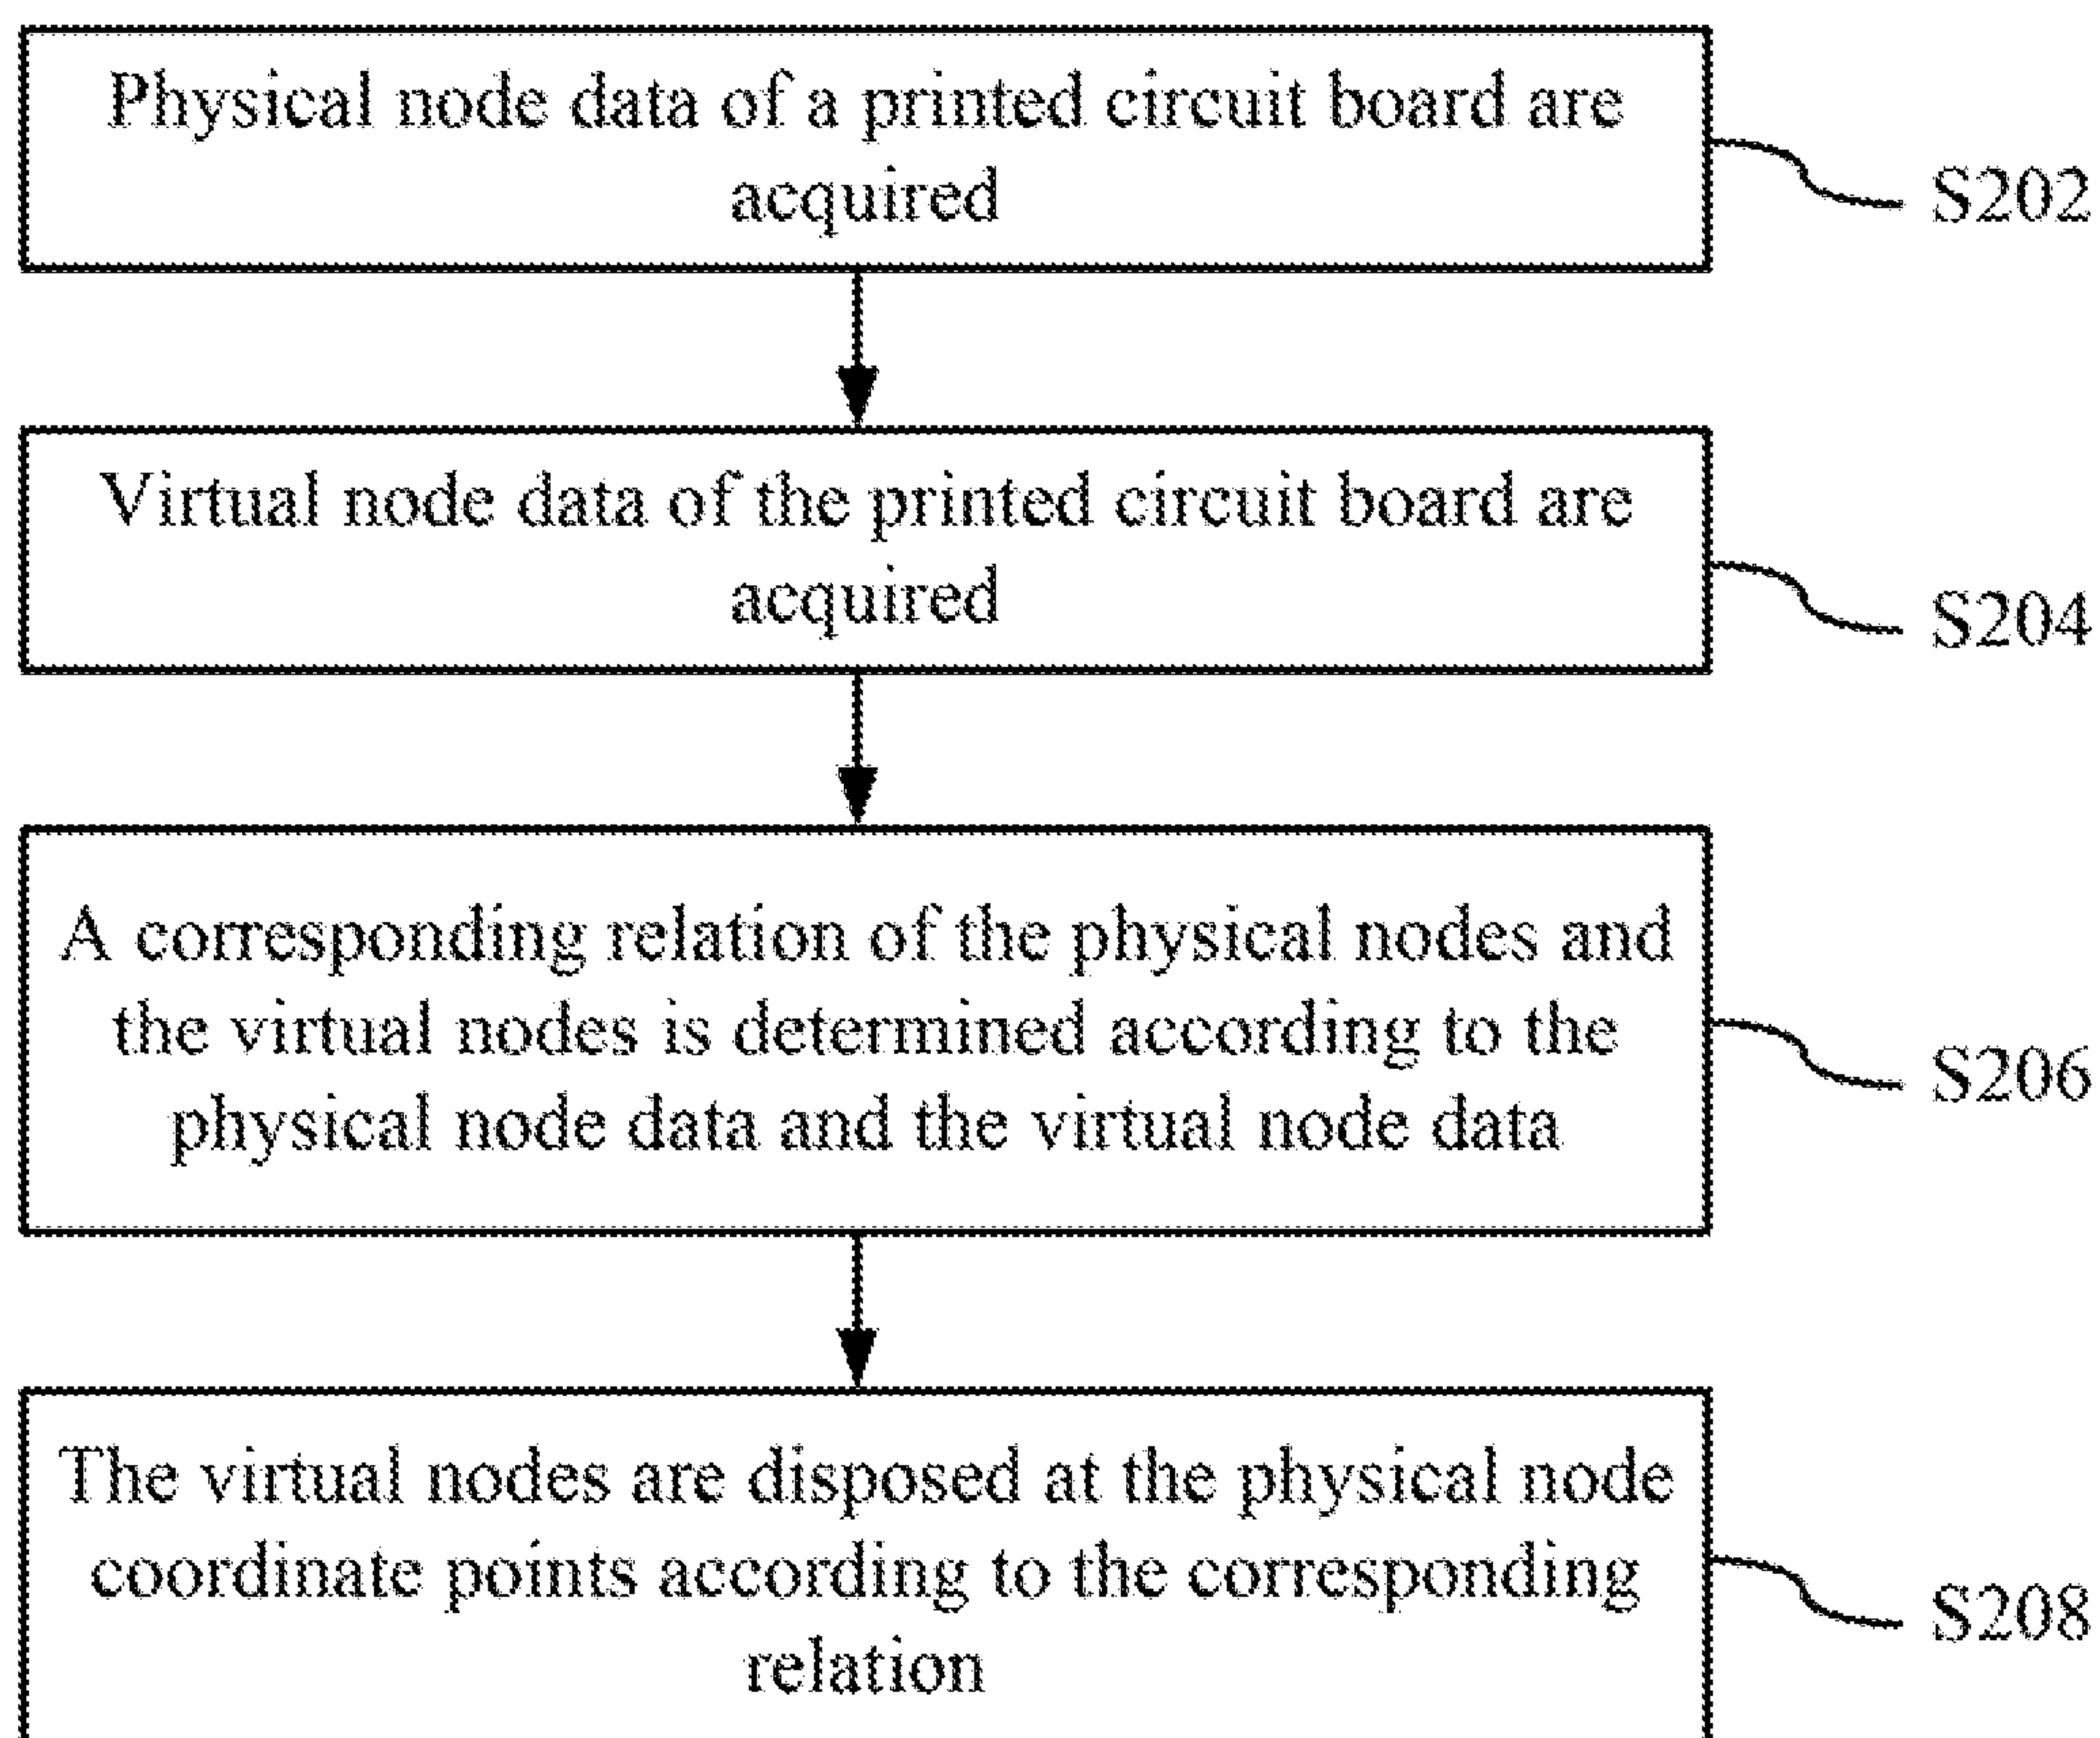 Physical node data of a printed circuit board are
acquired
S202
Virtual node data of the printed circuit board are
acquired
S204
A corresponding relation of the physical nodes and
the virtual nodes is determined according to the
physical node data and the virtual node data
S206
The virtual nodes are disposed at the physical node
coordinate points according to the corresponding
relation
S208